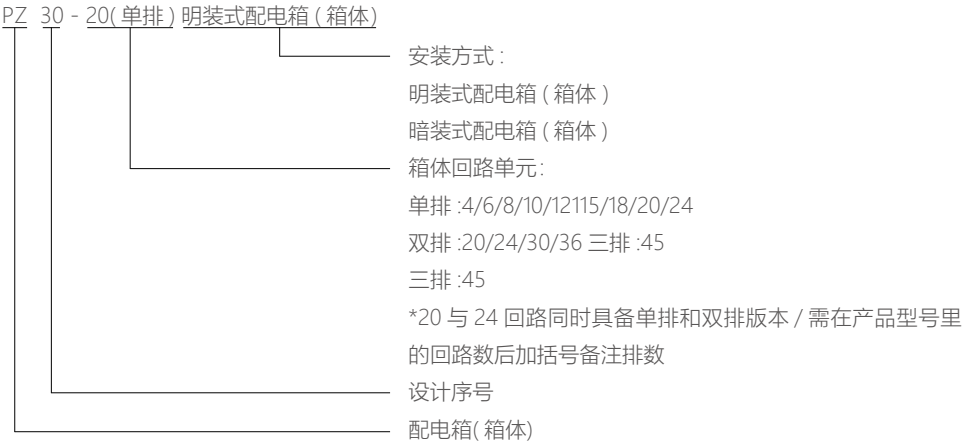 PZ 30 - 20(单排) 明装式配电箱(箱体)
安装方式:
明装式配电箱(箱体)
暗装式配电箱(箱体)
箱体回路单元:
单排:4/6/8/10/12115/18/20/24
双排:20/24/30/36 三排:45
三排:45
*20 与 24 回路同时具备单排和双排版本 / 需在产品型号里
的回路数后加括号备注排数
设计序号
配电箱(箱体)